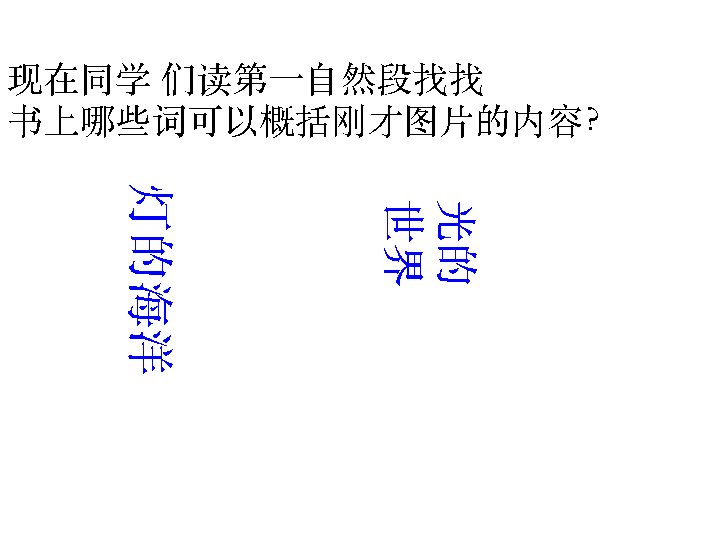 现在同学 们读第一自然段找找
书上哪些词可以概括刚才图片的内容?
灯的海洋
光的
世界